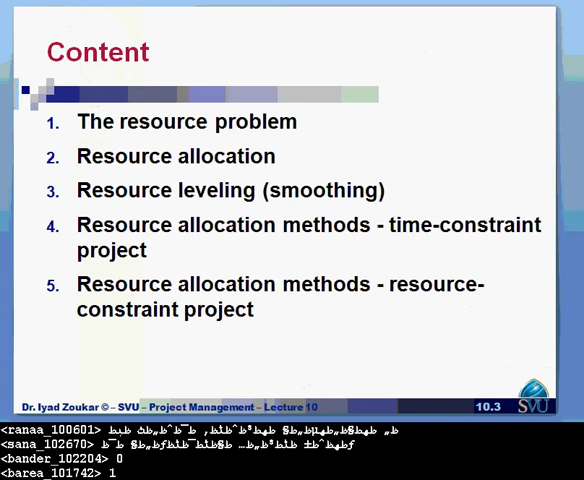 Content
1. The resource problem
2. Resource allocation
3. Resource leveling (smoothing)
4. Resource allocation methods - time-constraint
project
5. Resource allocation methods - resource-
constraint project
Dr. Iyad Zoukar © – SVU – Project Management – Lecture 10
10.3
SVU
<ranaa_100601>
<sana_102670>
<bander_102204> 0
<barea_101742> 1